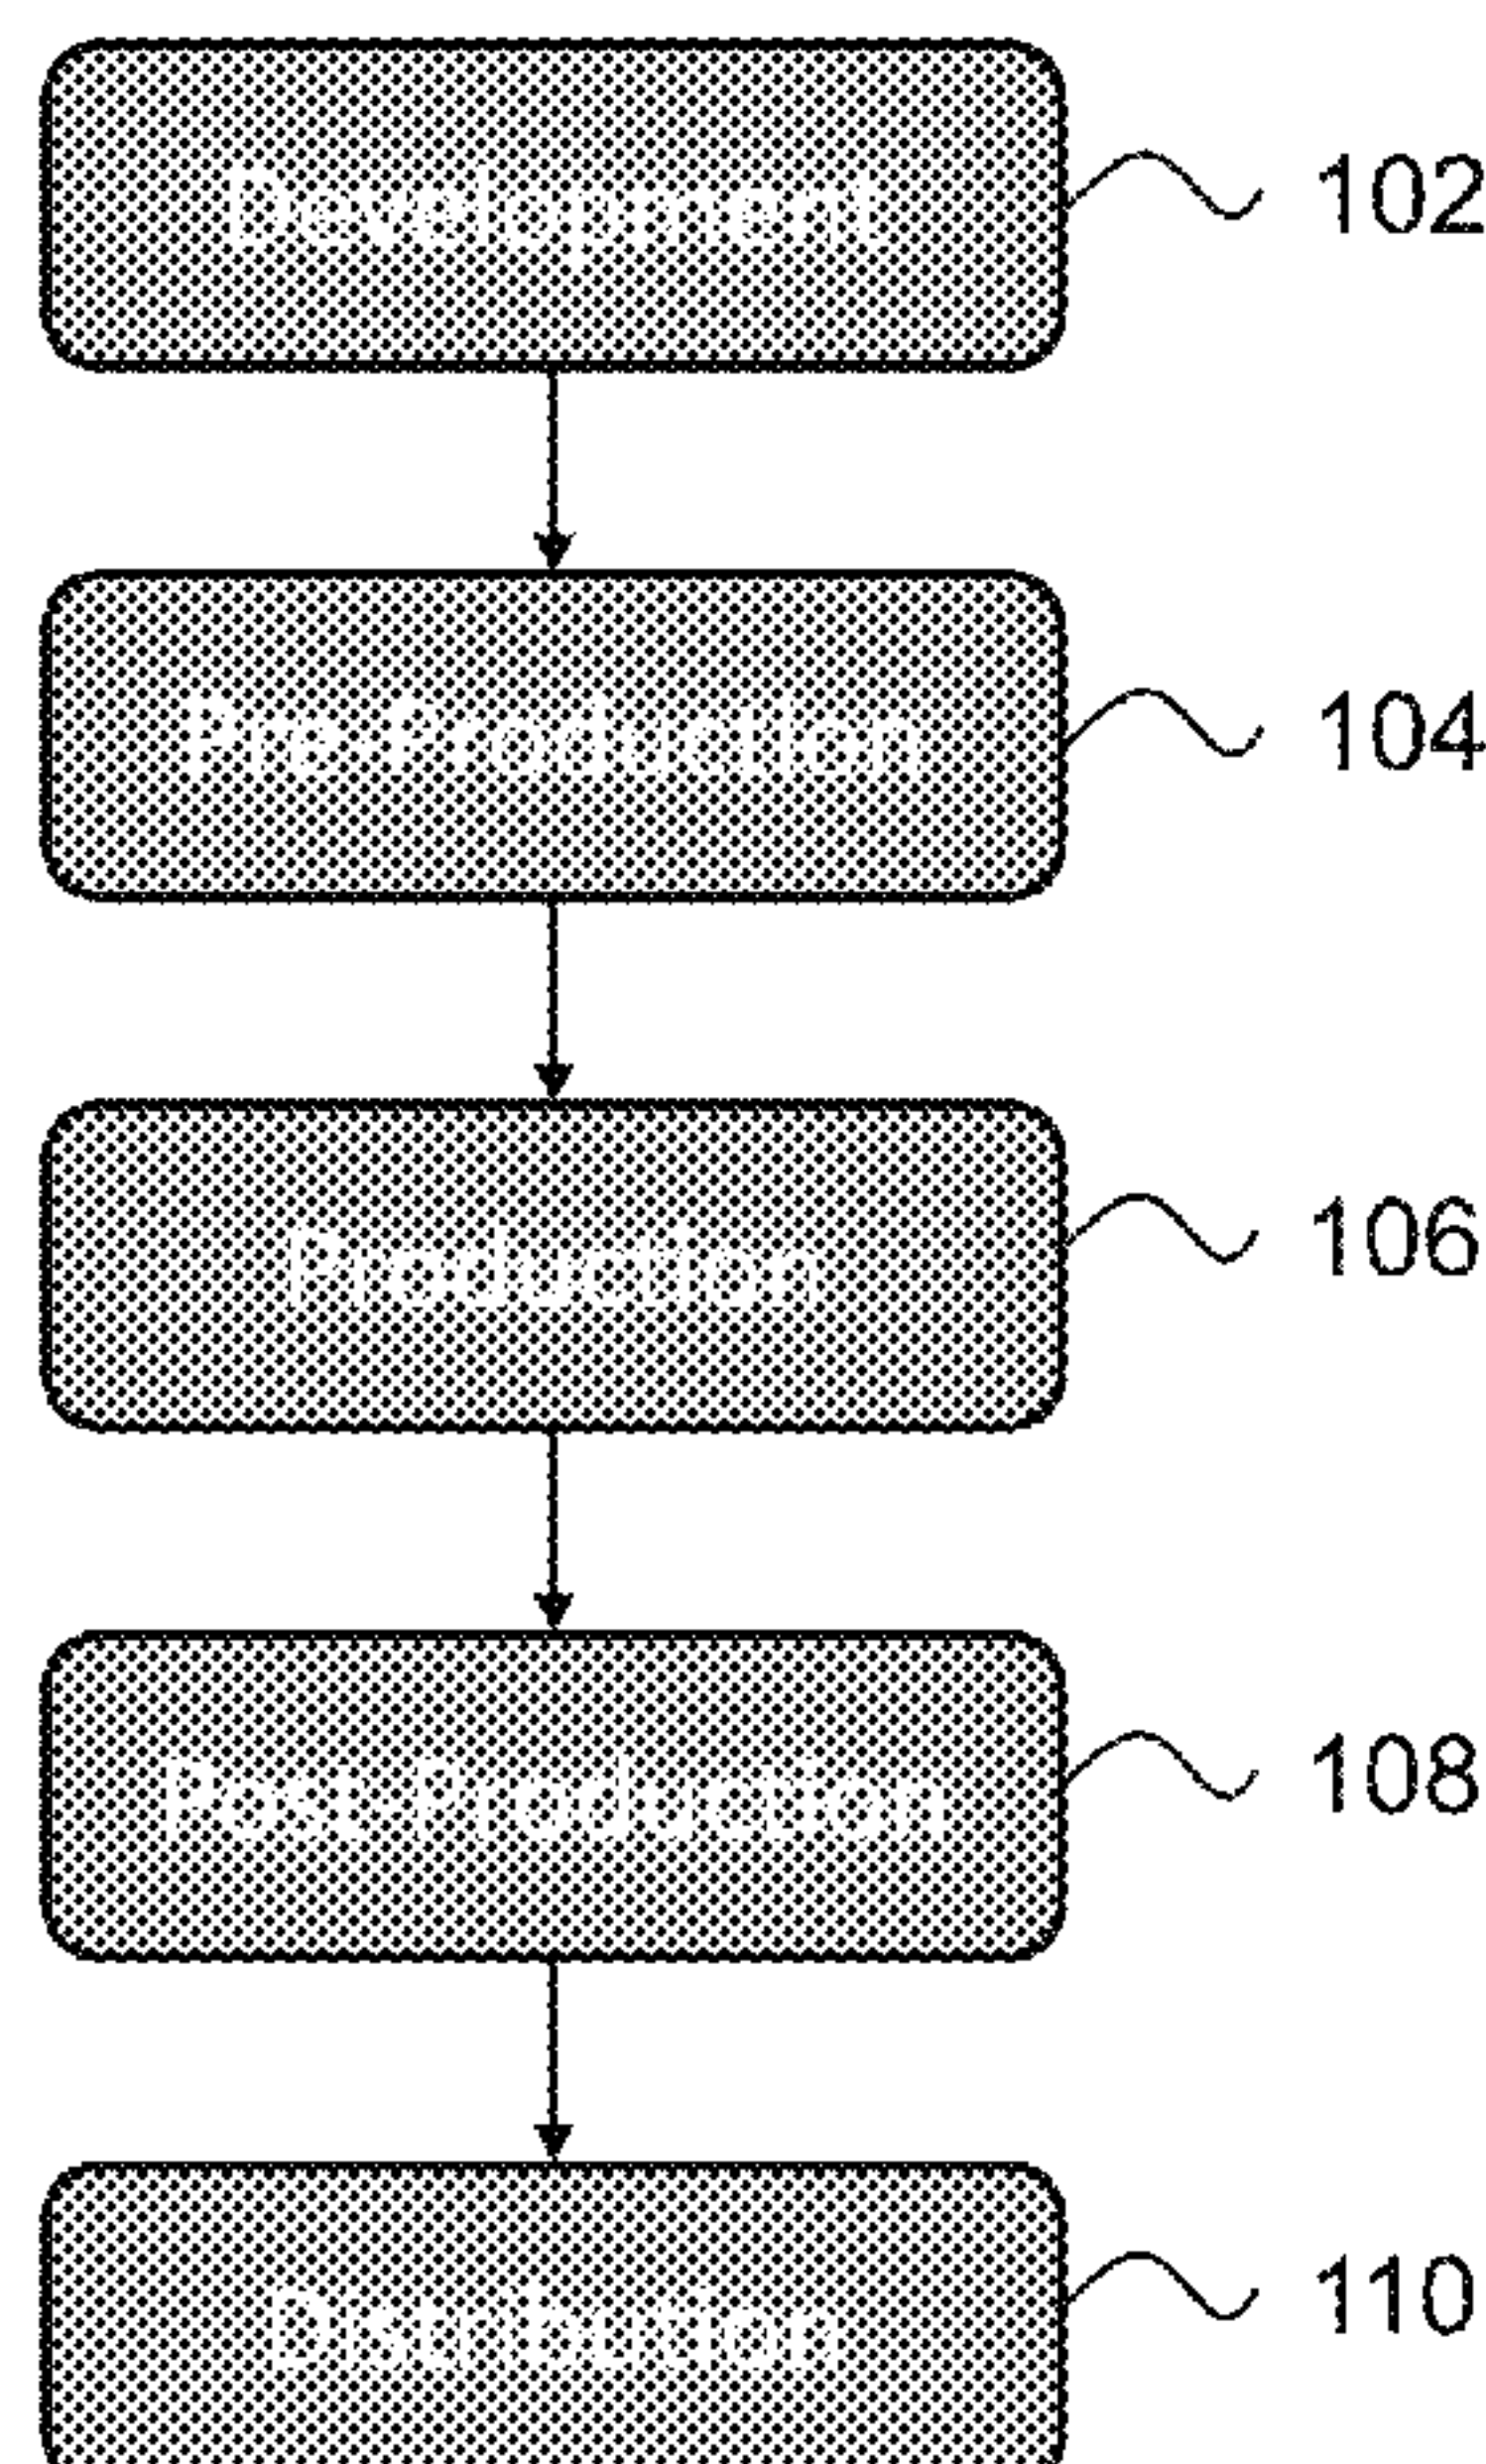 Development
102
Pre-Production
104
Production
106
Post-Production
108
Distribution
110